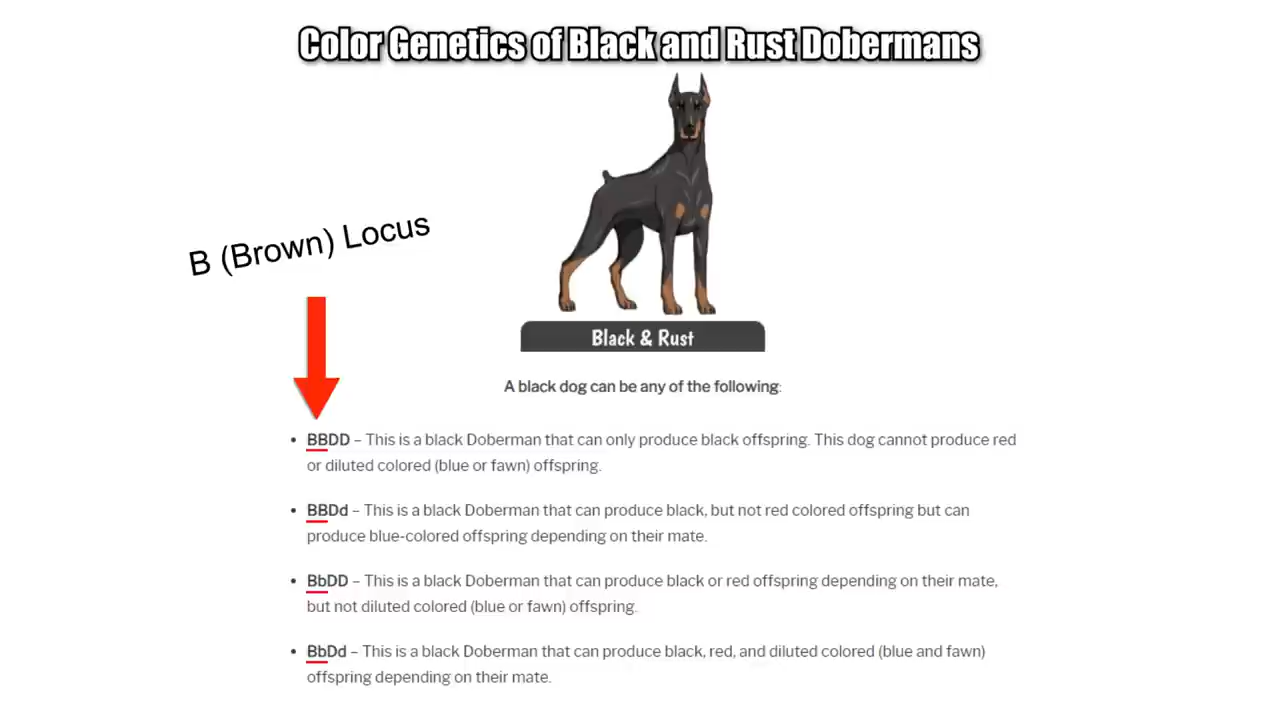 Color Genetics of Black and Rust Dobermans
B (Brown) Locus
Black & Rust
A black dog can be any of the following:
• BBDD – This is a black Doberman that can only produce black offspring. This dog cannot produce red
or diluted colored (blue or fawn) offspring.
• BBDd – This is a black Doberman that can produce black, but not red colored offspring but can
produce blue-colored offspring depending on their mate.
• BbDD – This is a black Doberman that can produce black or red offspring depending on their mate,
but not diluted colored (blue or fawn) offspring.
• BbDd – This is a black Doberman that can produce black, red, and diluted colored (blue and fawn)
offspring depending on their mate.